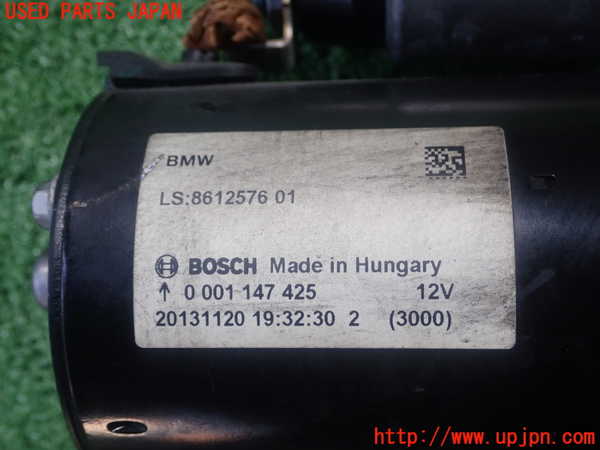 USED PARTS JAPAN
BMW
LS:8612576 01
BOSCH Made in Hungary
↑ 0 001 147 425 12V
20131120 19:32:30 2 (3000)
UPJ
www.upjpn.com